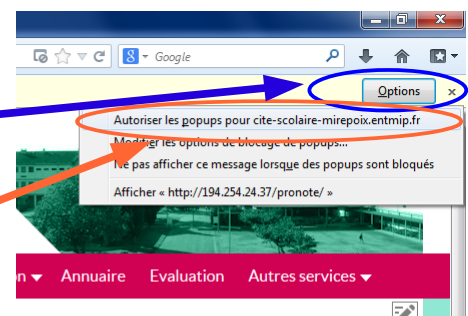 8 Google
Options ×
Autoriser les popups pour cite-scolaire-mirepoix.entmip.fr
Modifier les options de blocage de popups...
Ne pas afficher ce message lorsque des popups sont bloqués
Afficher « http://194.254.24.37/pronote/ »
n Annuaire Evaluation Autres services